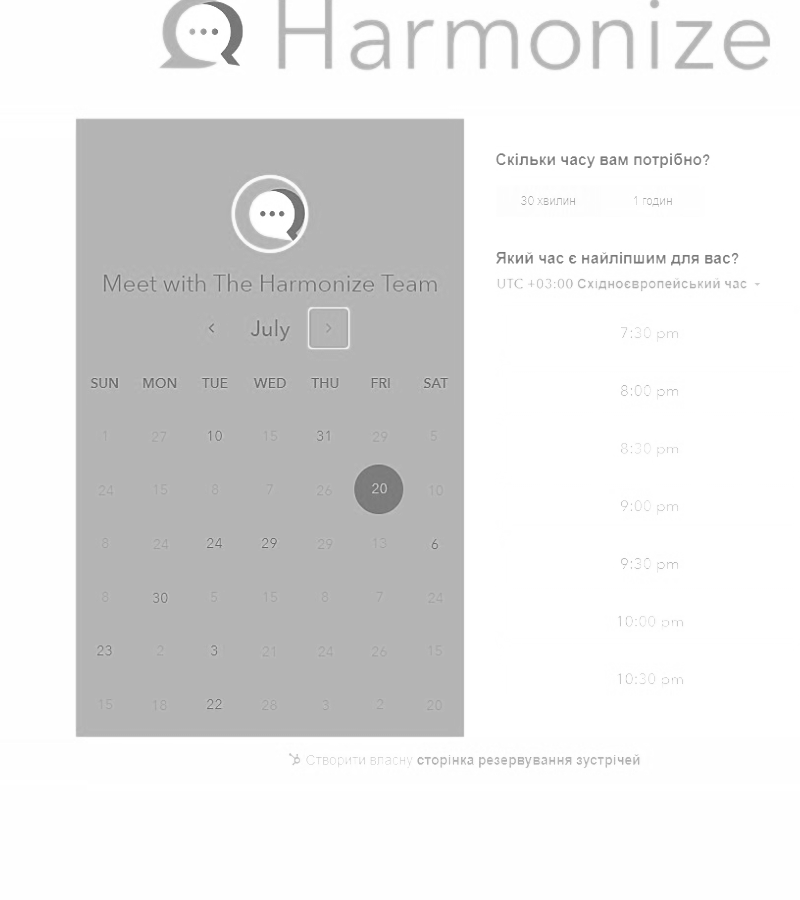 Harmonize
Meet with The Harmonize Team
July
SUN MON TUE WED THU FRI SAT
1 27 10 15 31 29 5
24 15 8 7 26 20 10
8 24 24 29 29 13 6
8 30 5 15 8 7 24
23 2 3 21 24 26 15
15 18 22 28 3 2 20
Скільки часу вам потрібно?
30 хвилин 1 годин
Який час є найліпшим для вас?
UTC +03:00 Східноєвропейський час
7:30 pm
8:00 pm
8:30 pm
9:00 pm
9:30 pm
10:00 pm
10:30 pm
Створити власну сторінка резервування зустрічей